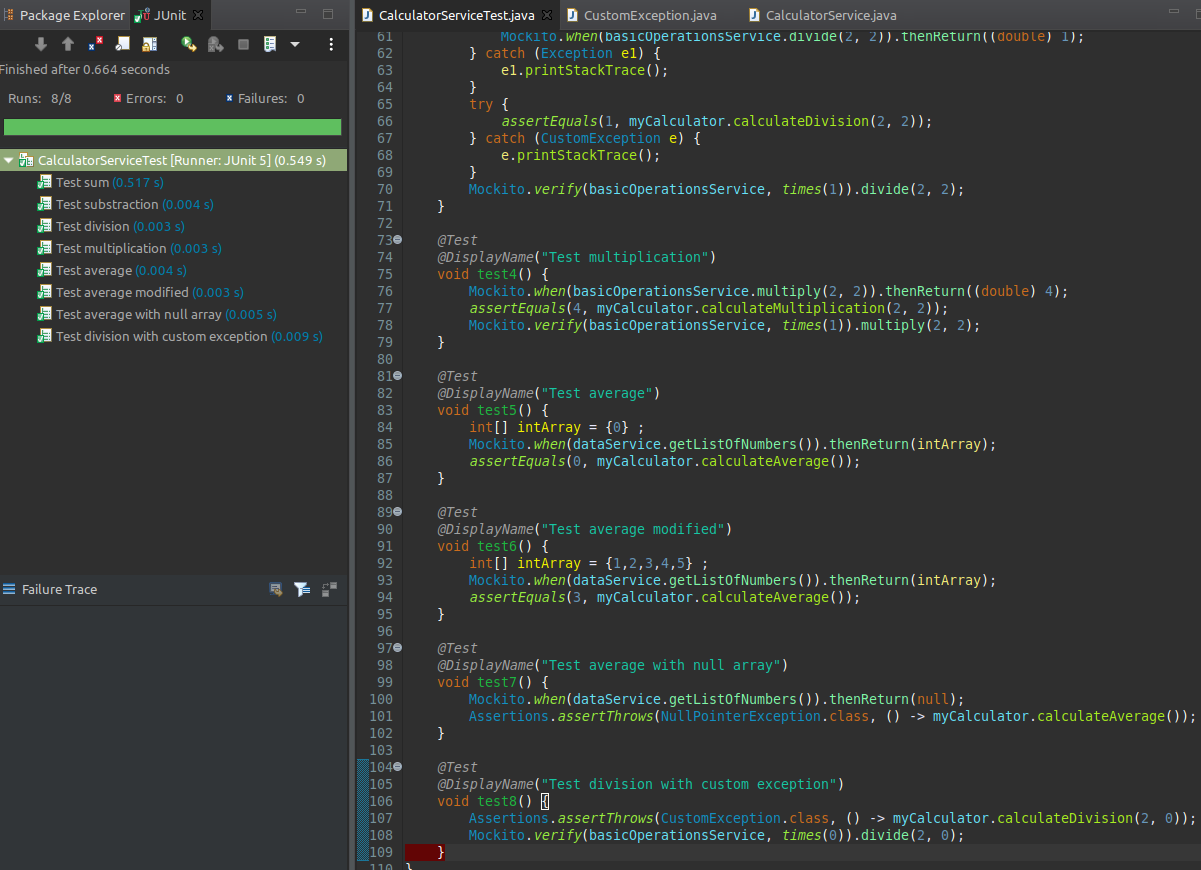 Package Explorer
JUnit
Finished after 0.664 seconds
Runs: 8/8
Errors: 0
Failures: 0
CalculatorServiceTest [Runner: JUnit 5] (0.549 s)
Test sum (0.517 s)
Test substraction (0.004 s)
Test division (0.003 s)
Test multiplication (0.003 s)
Test average (0.004 s)
Test average modified (0.003 s)
Test average with null array (0.005 s)
Test division with custom exception (0.009 s)
Failure Trace
CalculatorServiceTest.java
CustomException.java
CalculatorService.java
61 Mockito.when(basicOperationsService.divide(2, 2)).thenReturn((double) 1);
62 } catch (Exception e1) {
63 e1.printStackTrace();
64 }
65 try {
66 assertEquals(1, myCalculator.calculateDivision(2, 2));
67 } catch (CustomException e) {
68 e.printStackTrace();
69 }
70 Mockito.verify(basicOperationsService, times(1)).divide(2, 2);
71 }
72
73 @Test
74 @DisplayName("Test multiplication")
75 void test4() {
76 Mockito.when(basicOperationsService.multiply(2, 2)).thenReturn((double) 4);
77 assertEquals(4, myCalculator.calculateMultiplication(2, 2));
78 Mockito.verify(basicOperationsService, times(1)).multiply(2, 2);
79 }
80
81 @Test
82 @DisplayName("Test average")
83 void test5() {
84 int[] intArray = {0} ;
85 Mockito.when(dataService.getListOfNumbers()).thenReturn(intArray);
86 assertEquals(0, myCalculator.calculateAverage());
87 }
88
89 @Test
90 @DisplayName("Test average modified")
91 void test6() {
92 int[] intArray = {1,2,3,4,5} ;
93 Mockito.when(dataService.getListOfNumbers()).thenReturn(intArray);
94 assertEquals(3, myCalculator.calculateAverage());
95 }
96
97 @Test
98 @DisplayName("Test average with null array")
99 void test7() {
100 Mockito.when(dataService.getListOfNumbers()).thenReturn(null);
101 Assertions.assertThrows(NullPointerException.class, () -> myCalculator.calculateAverage());
102 }
103
104 @Test
105 @DisplayName("Test division with custom exception")
106 void test8() {
107 Assertions.assertThrows(CustomException.class, () -> myCalculator.calculateDivision(2, 0));
108 Mockito.verify(basicOperationsService, times(0)).divide(2, 0);
109 }
110 }